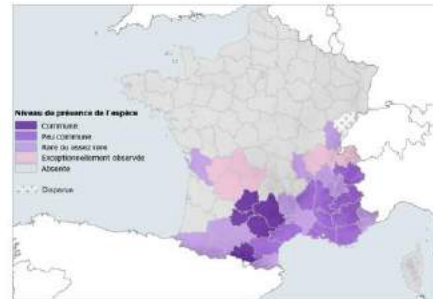 Niveau de présence de l'espèce
Commune
Peu commune
Rare ou assez rare
Exceptionnellement observée
Absente
Disparue